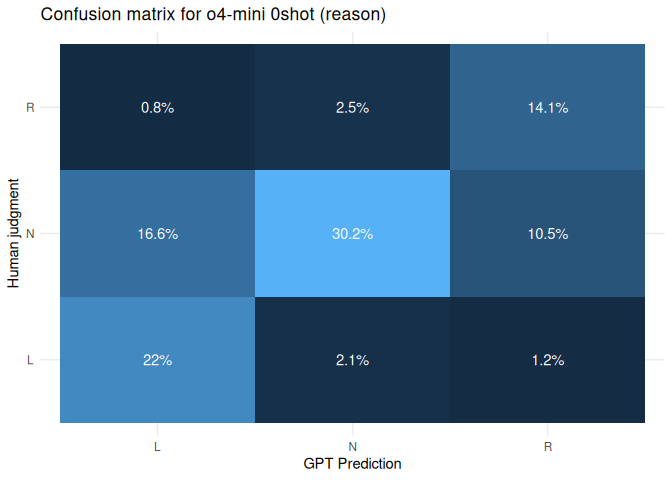 Confusion matrix for o4-mini 0shot (reason)
Human judgment
R
0.8%
2.5%
14.1%
N
16.6%
30.2%
10.5%
L
22%
2.1%
1.2%
L
N
R
GPT Prediction